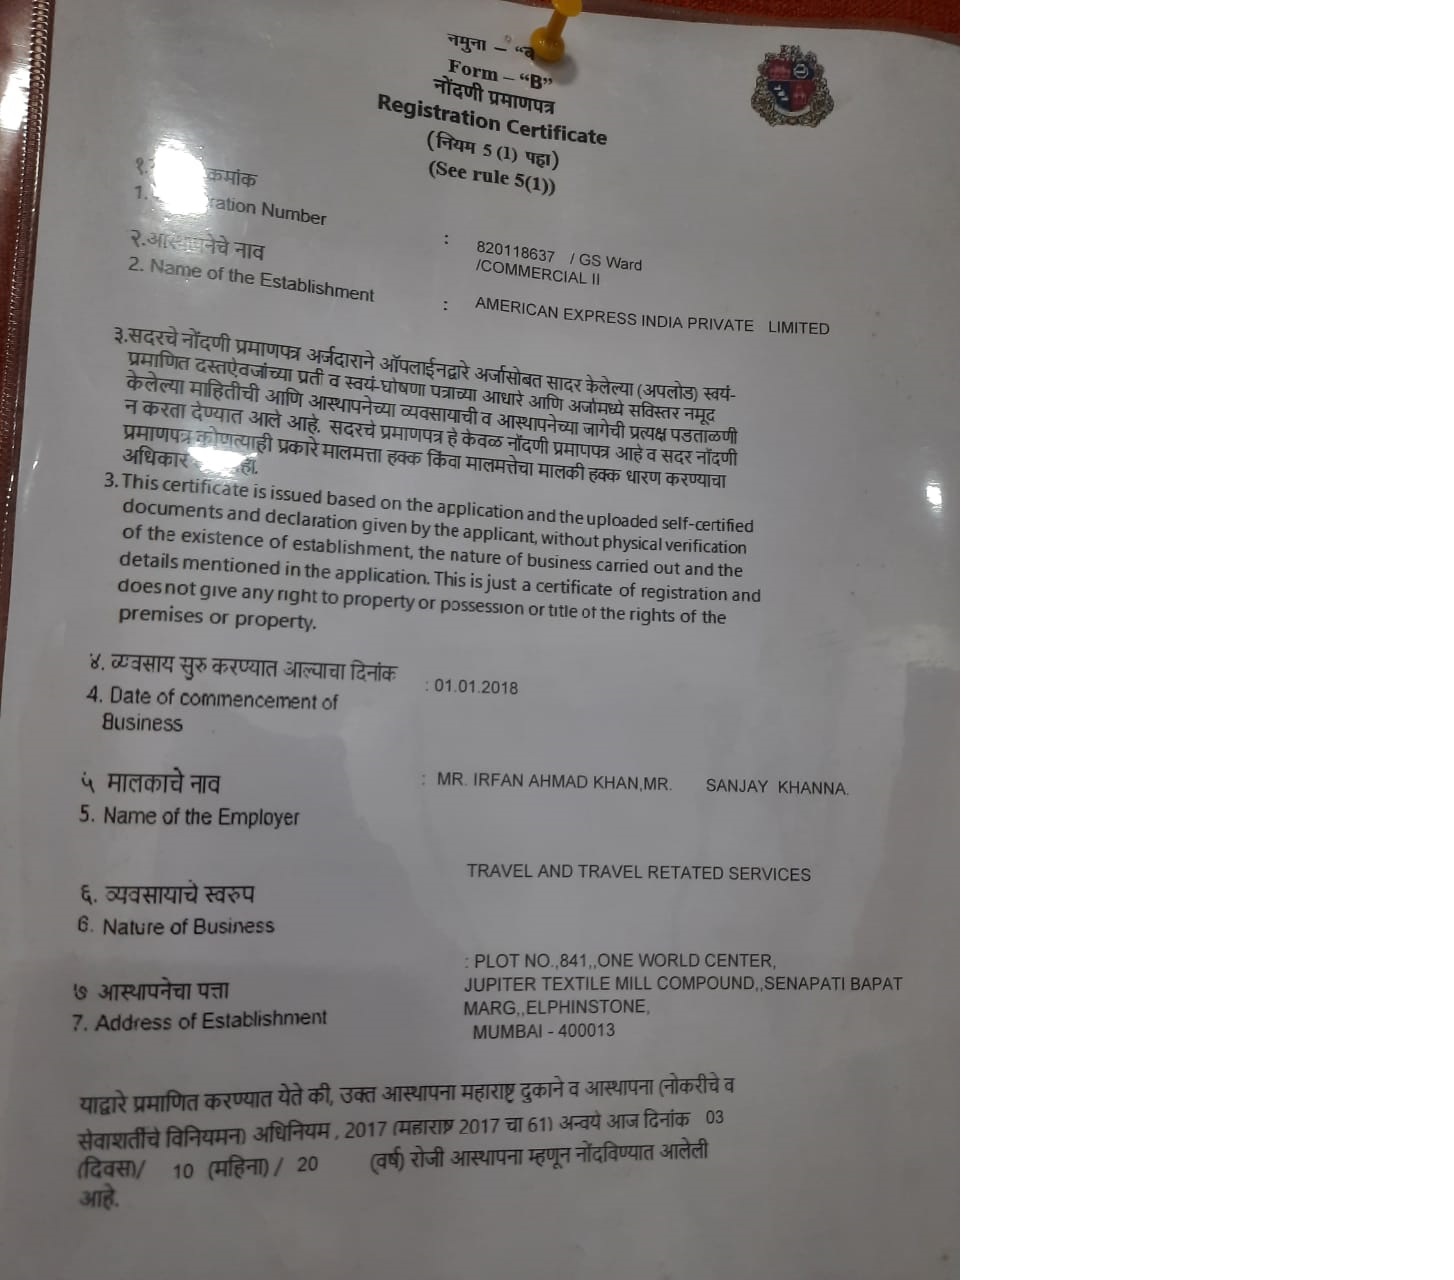 नमुना – “ब
Form – “B”
नोंदणी प्रमाणपत्र
Registration Certificate
(नियम 5 (1) पहा)
(See rule 5(1))
१. क्रमांक
1. ration Number
: 820118637 / GS Ward
/COMMERCIAL II
२.आस्थापनेचे नाव
2. Name of the Establishment
: AMERICAN EXPRESS INDIA PRIVATE LIMITED
३.सदरचे नोंदणी प्रमाणपत्र अर्जदाराने ऑपलाईनद्वारे अर्जासोबत सादर केलेल्या (अपलोड) स्वयं-
प्रमाणित दस्तऐवजांच्या प्रती व स्वयं-घोषणा पत्राच्या आधारे आणि अर्जामध्ये सविस्तर नमूद
केलेल्या माहितीची आणि आस्थापनेच्या व्यवसायाची व आस्थापनेच्या जागेची प्रत्यक्ष पडताळणी
न करता देण्यात आले आहे. सदरचे प्रमाणपत्र हे केवळ नोंदणी प्रमाणपत्र आहे व सदर नोंदणी
प्रमाणपत्र कोणत्याही प्रकारे मालमत्ता हक्क किंवा मालमत्तेचा मालकी हक्क धारण करण्याचा
अधिकार
3. This certificate is issued based on the application and the uploaded self-certified
documents and declaration given by the applicant, without physical verification
of the existence of establishment, the nature of business carried out and the
details mentioned in the application. This is just a certificate of registration and
does not give any right to property or possession or title of the rights of the
premises or property.
४. व्यवसाय सुरु करण्यात आल्याचा दिनांक
: 01.01.2018
4. Date of commencement of
Business
५ मालकाचे नाव
: MR. IRFAN AHMAD KHAN,MR. SANJAY KHANNA.
5. Name of the Employer
TRAVEL AND TRAVEL RETATED SERVICES
६. व्यवसायाचे स्वरुप
6. Nature of Business
: PLOT NO.,841,,ONE WORLD CENTER,
JUPITER TEXTILE MILL COMPOUND,,SENAPATI BAPAT
MARG,,ELPHINSTONE,
MUMBAI - 400013
७ आस्थापनेचा पत्ता
7. Address of Establishment
याद्वारे प्रमाणित करण्यात येते की, उक्त आस्थापना महाराष्ट्र दुकाने व आस्थापना (नोकरीचे व
सेवाशर्तीचे विनियमन) अधिनियम , 2017 (महाराष्ट्र 2017 चा 61) अन्वये आज दिनांक 03
(दिवस)/ 10 (महिना) / 20 (वर्ष) रोजी आस्थापना म्हणून नोंदविण्यात आलेली
आहे.